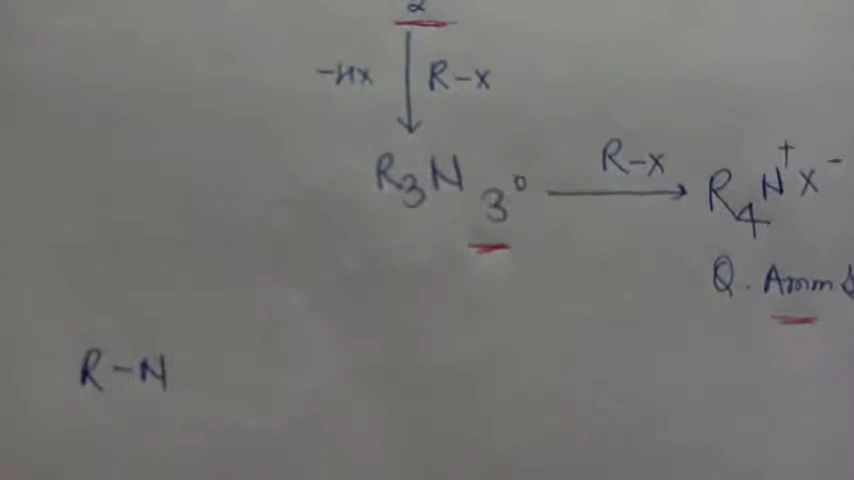 -HX R-X
R3N 3° R-X R4N+ X-
Q. Amm
R-N